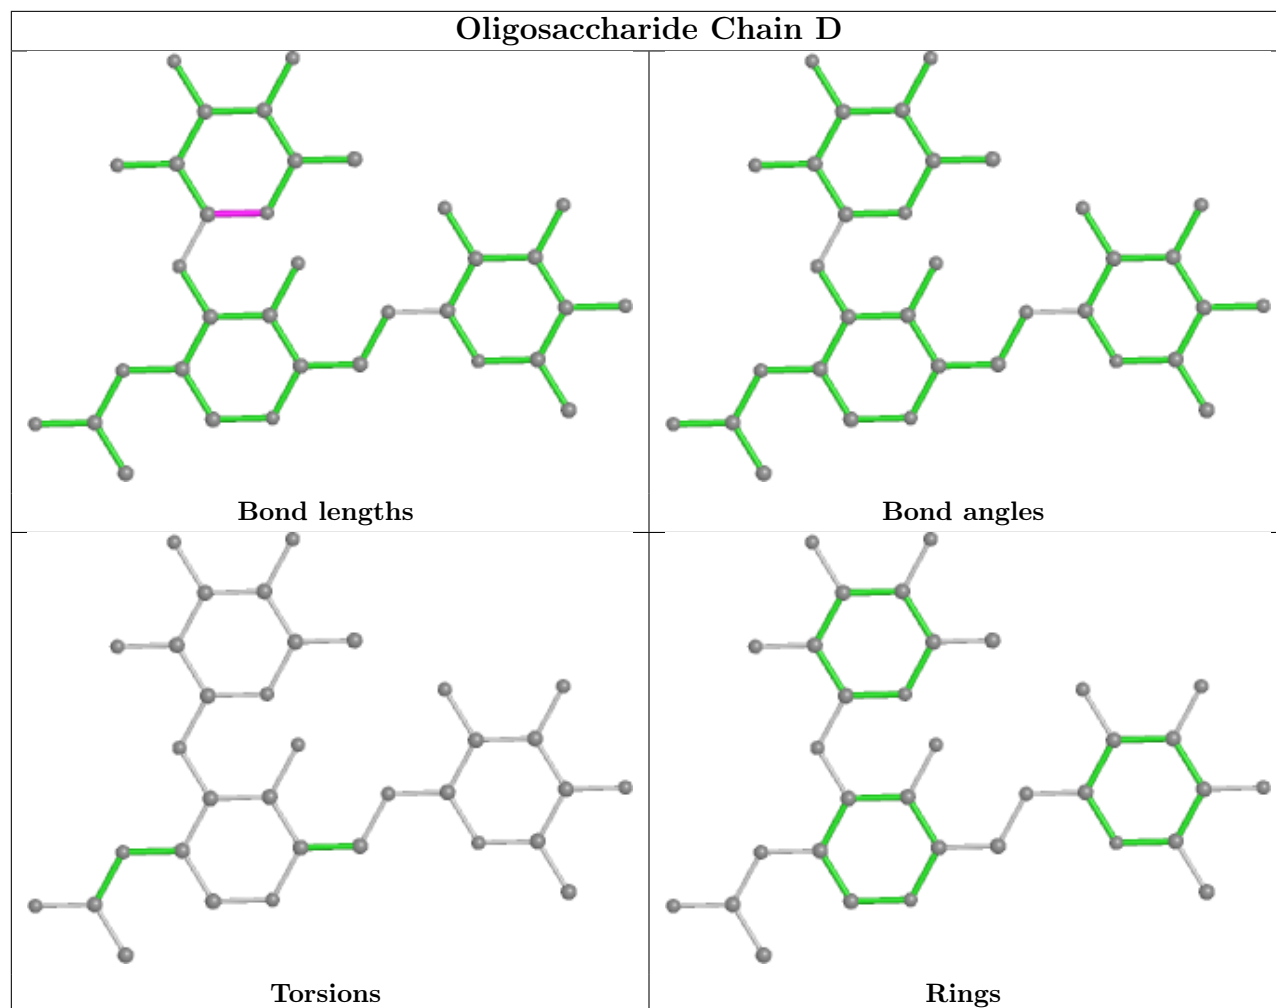 Oligosaccharide Chain D
Bond lengths
Bond angles
Torsions
Rings